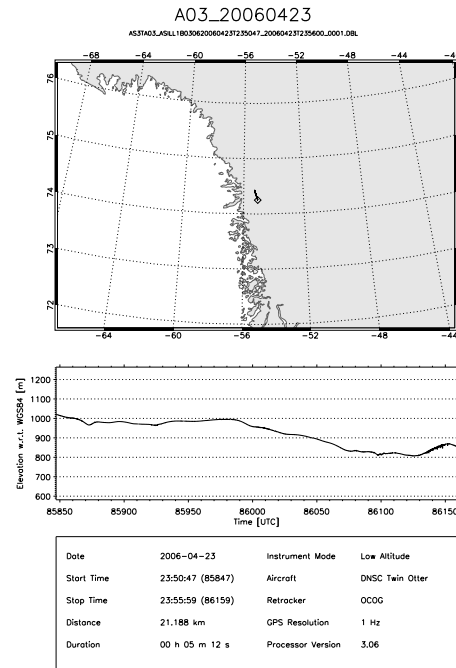 A03_20060423
AS3TA03_ASILL1B030620060423T235047_20060423T235600_0001.DBL
-68 -64 -60 -56 -52 -48 -4
76
75
74
73
72
-64 -60 -56 -52 -48 -44
Elevation w.r.t. WGS84 [m]
1200
1100
1000
900
800
700
600
85850 85900 85950 86000 86050 86100 86150
Time [UTC]
Date 2006-04-23 Instrument Mode Low Altitude
Start Time 23:50:47 (85847) Aircraft DNSC Twin Otter
Stop Time 23:55:59 (86159) Retracker OCOG
Distance 21.188 km GPS Resolution 1 Hz
Duration 00 h 05 m 12 s Processor Version 3.06